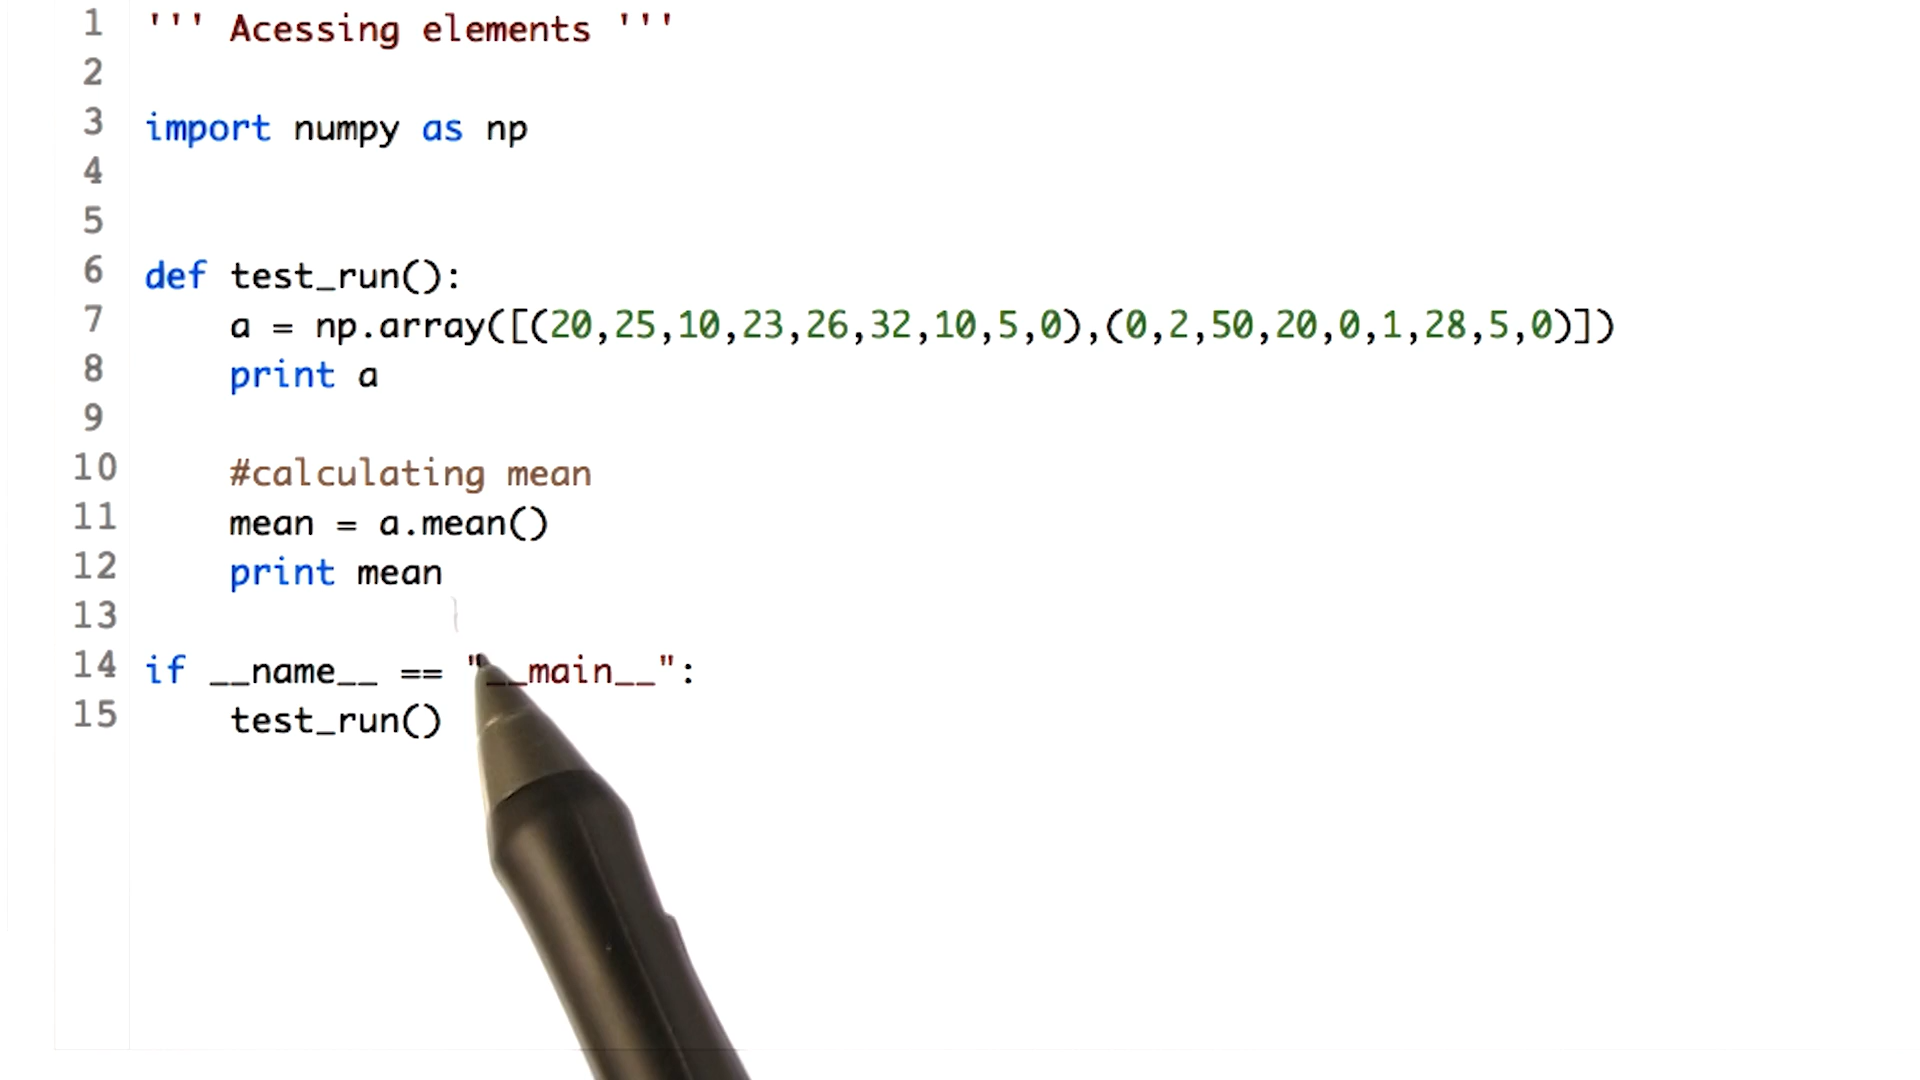 1 ''' Acessing elements '''
2
3 import numpy as np
4
5
6 def test_run():
7 a = np.array([(20,25,10,23,26,32,10,5,0),(0,2,50,20,0,1,28,5,0)])
8 print a
9
10 #calculating mean
11 mean = a.mean()
12 print mean
13
14 if __name__ == "__main__":
15 test_run()